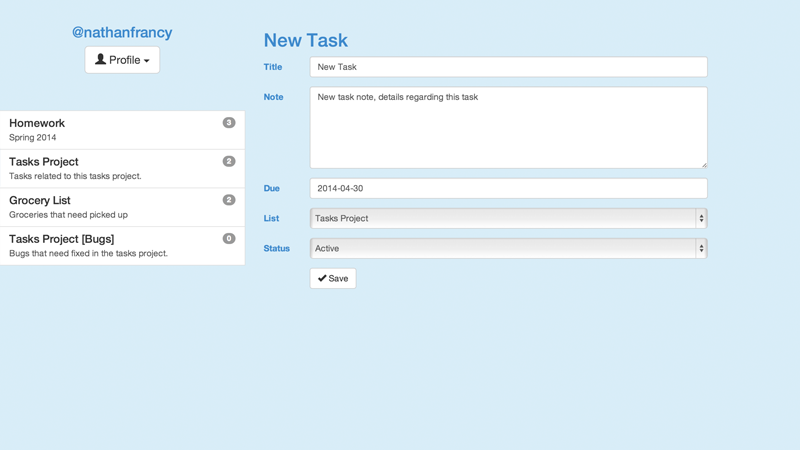 @nathanfrancy
Profile
Homework 3
Spring 2014
Tasks Project 2
Tasks related to this tasks project.
Grocery List 2
Groceries that need picked up
Tasks Project [Bugs] 0
Bugs that need fixed in the tasks project.
New Task
Title New Task
Note New task note, details regarding this task
Due 2014-04-30
List Tasks Project
Status Active
Save